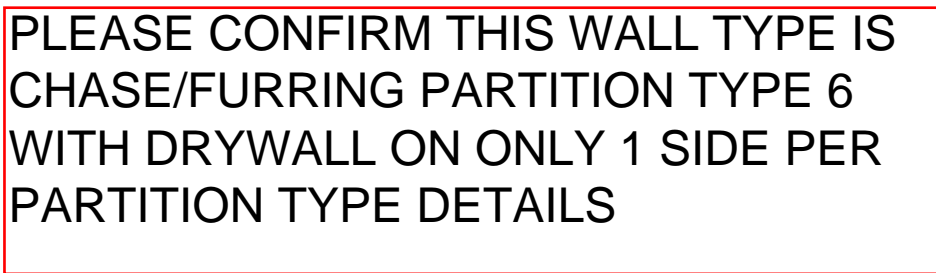 PLEASE CONFIRM THIS WALL TYPE IS
CHASE/FURRING PARTITION TYPE 6
WITH DRYWALL ON ONLY 1 SIDE PER
PARTITION TYPE DETAILS